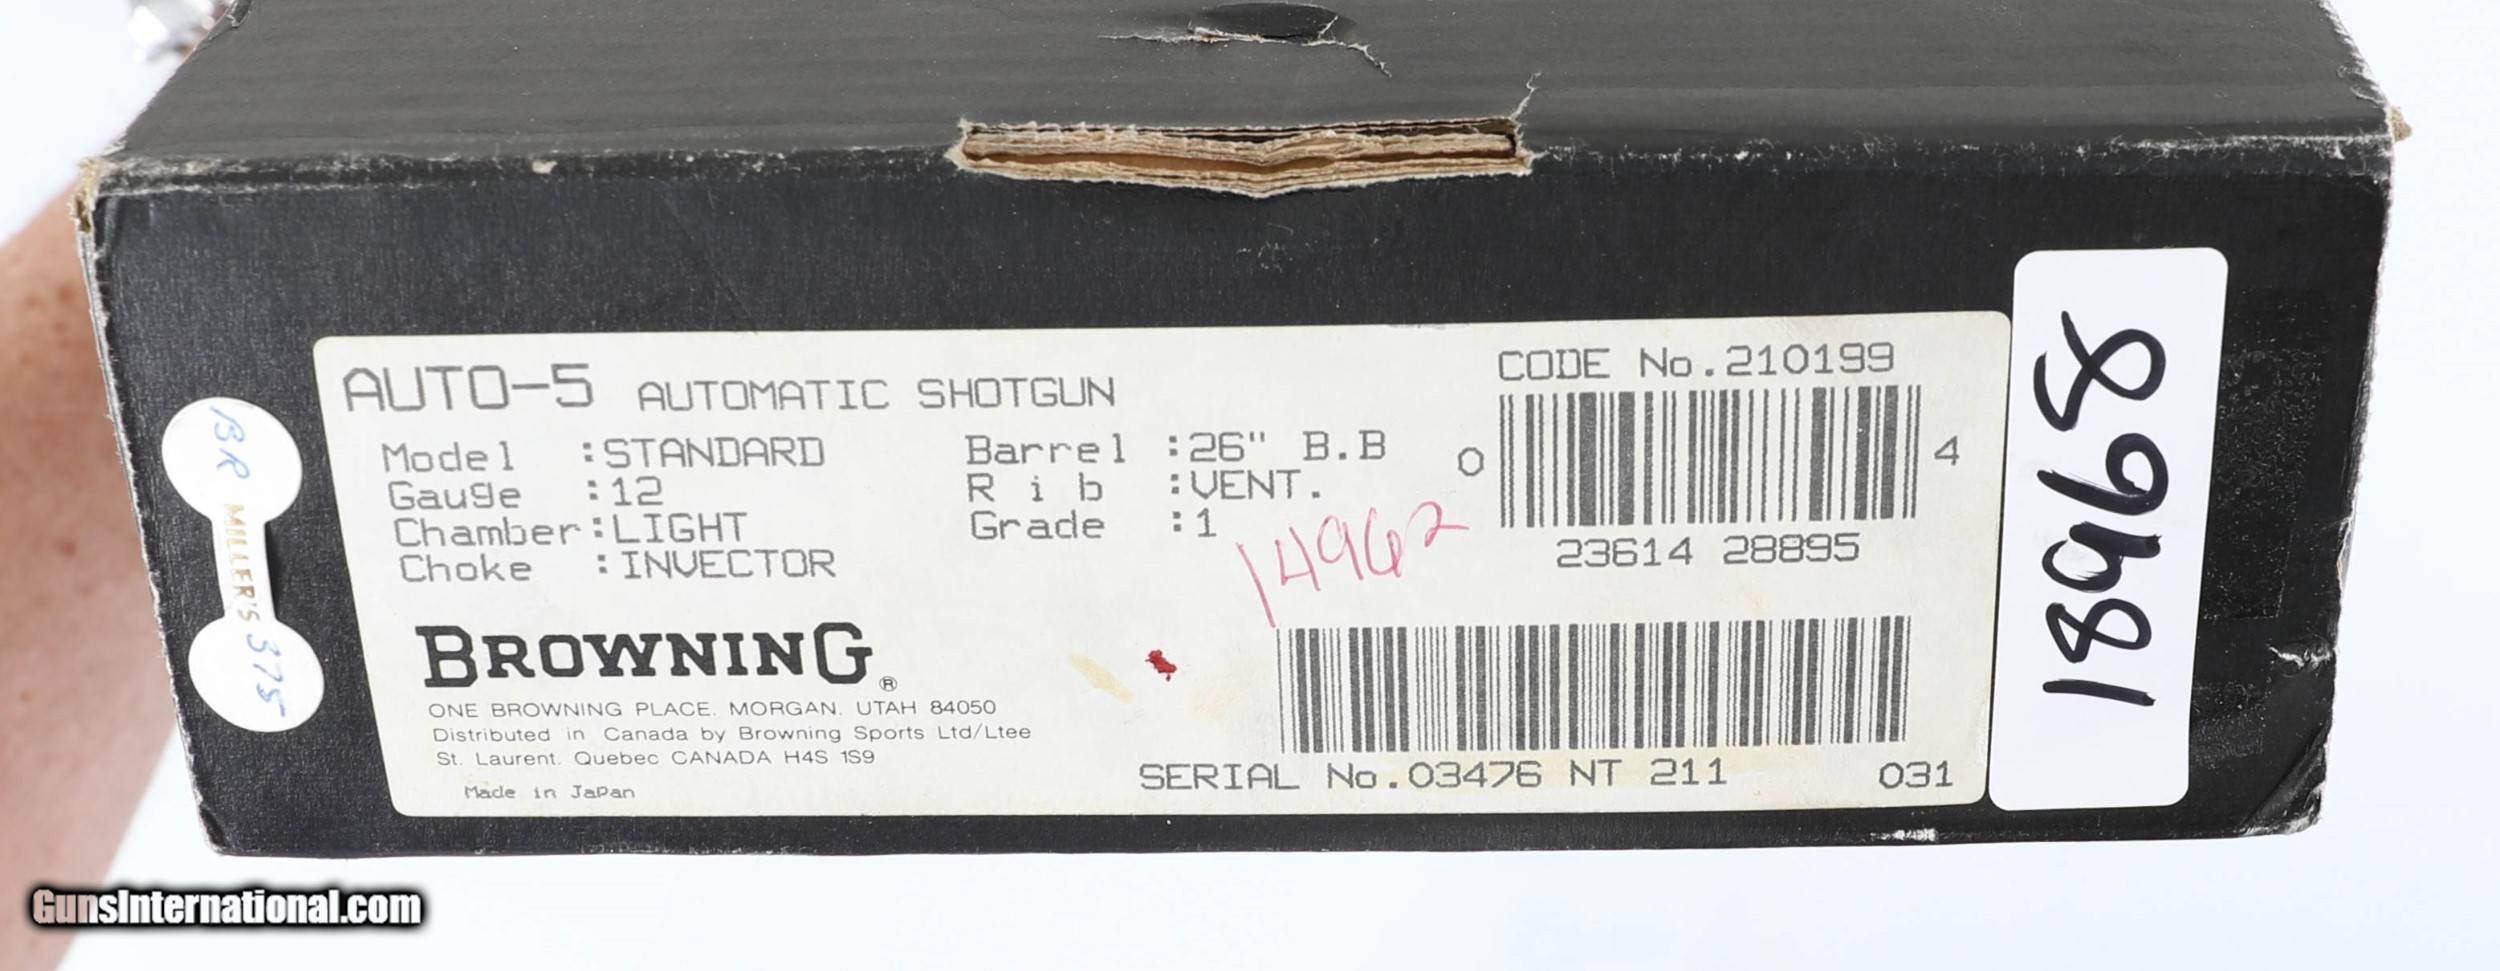 AUTO-5 AUTOMATIC SHOTGUN
Model :STANDARD
Gauge :12
Chamber:LIGHT
Choke :INVECTOR
Barrel :26" B.B
R i b :VENT.
Grade :1
CODE No.210199
0 4
23614 28895
14962
BROWNING®
ONE BROWNING PLACE. MORGAN. UTAH 84050
Distributed in Canada by Browning Sports Ltd/Ltee
St. Laurent. Quebec CANADA H4S 1S9
Made in Japan
SERIAL No.03476 NT 211 031
18968
BR
MILLER'S
375
GunsInternational.com